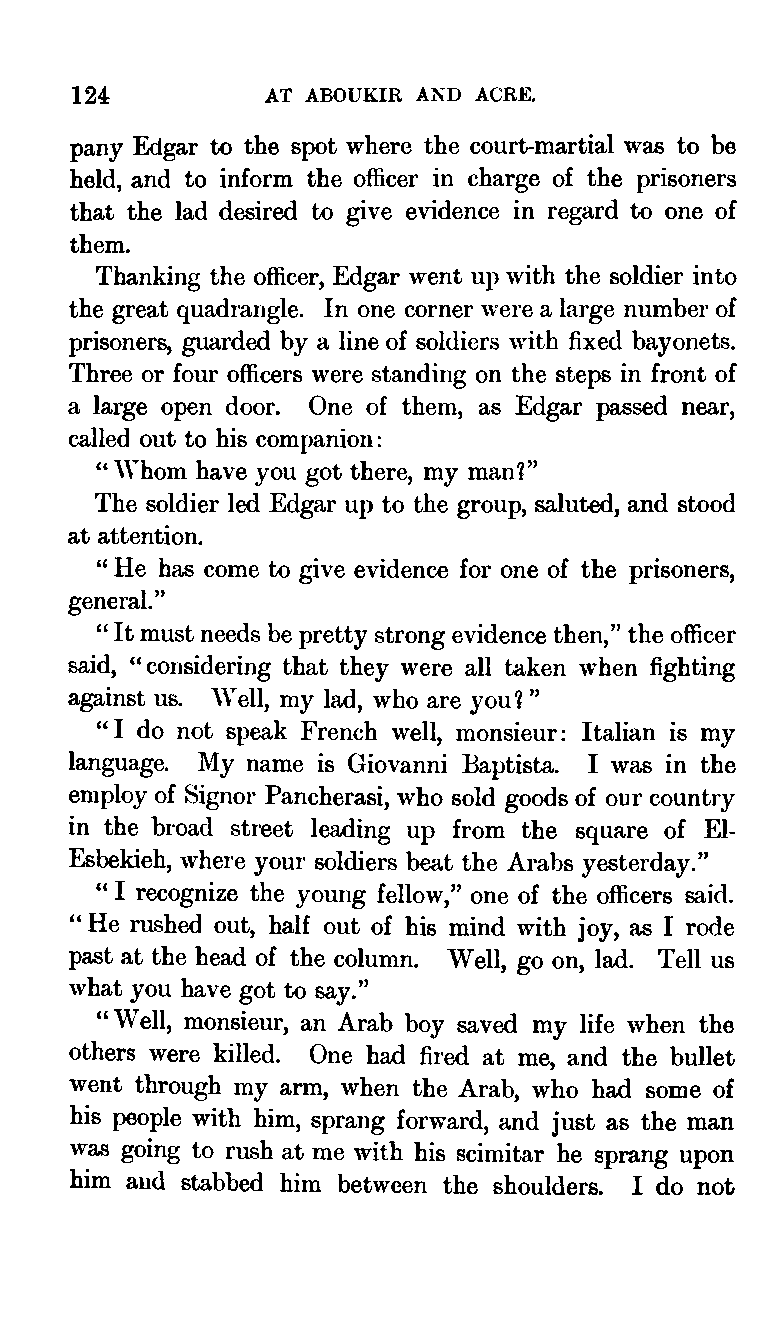 124 AT ABOUKIR AND ACRE.
pany Edgar to the spot where the court-martial was to be
held, and to inform the officer in charge of the prisoners
that the lad desired to give evidence in regard to one of
them.
Thanking the officer, Edgar went up with the soldier into
the great quadrangle. In one corner were a large number of
prisoners, guarded by a line of soldiers with fixed bayonets.
Three or four officers were standing on the steps in front of
a large open door. One of them, as Edgar passed near,
called out to his companion:
“Whom have you got there, my man?”
The soldier led Edgar up to the group, saluted, and stood
at attention.
“He has come to give evidence for one of the prisoners,
general.”
“It must needs be pretty strong evidence then,” the officer
said, “considering that they were all taken when fighting
against us. Well, my lad, who are you?”
“I do not speak French well, monsieur: Italian is my
language. My name is Giovanni Baptista. I was in the
employ of Signor Pancherasi, who sold goods of our country
in the broad street leading up from the square of El-
Esbekieh, where your soldiers beat the Arabs yesterday.”
“I recognize the young fellow,” one of the officers said.
“He rushed out, half out of his mind with joy, as I rode
past at the head of the column. Well, go on, lad. Tell us
what you have got to say.”
“Well, monsieur, an Arab boy saved my life when the
others were killed. One had fired at me, and the bullet
went through my arm, when the Arab, who had some of
his people with him, sprang forward, and just as the man
was going to rush at me with his scimitar he sprang upon
him and stabbed him between the shoulders. I do not